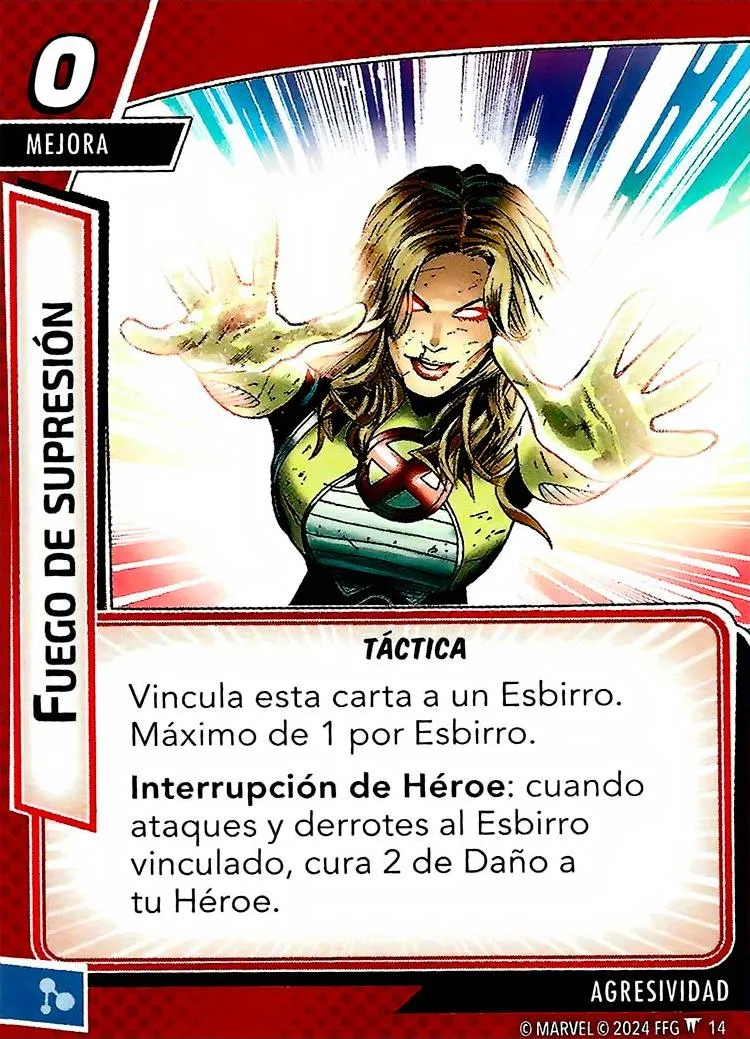 0
MEJORA
FUEGO DE SUPRESIÓN
TÁCTICA
Vincula esta carta a un Esbirro.
Máximo de 1 por Esbirro.
Interrupción de Héroe: cuando
ataques y derrotes al Esbirro
vinculado, cura 2 de Daño a
tu Héroe.
AGRESIVIDAD
© MARVEL © 2024 FFG 14